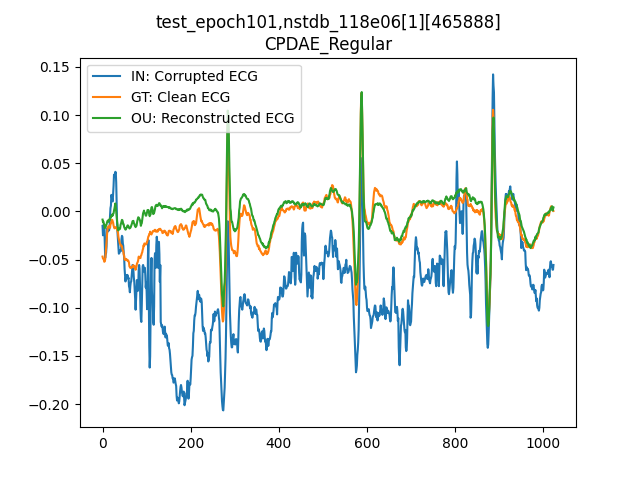 test_epoch101,nstdb_118e06[1][465888]
CPDAE_Regular
IN: Corrupted ECG
GT: Clean ECG
OU: Reconstructed ECG
0.15
0.10
0.05
0.00
−0.05
−0.10
−0.15
−0.20
0 200 400 600 800 1000